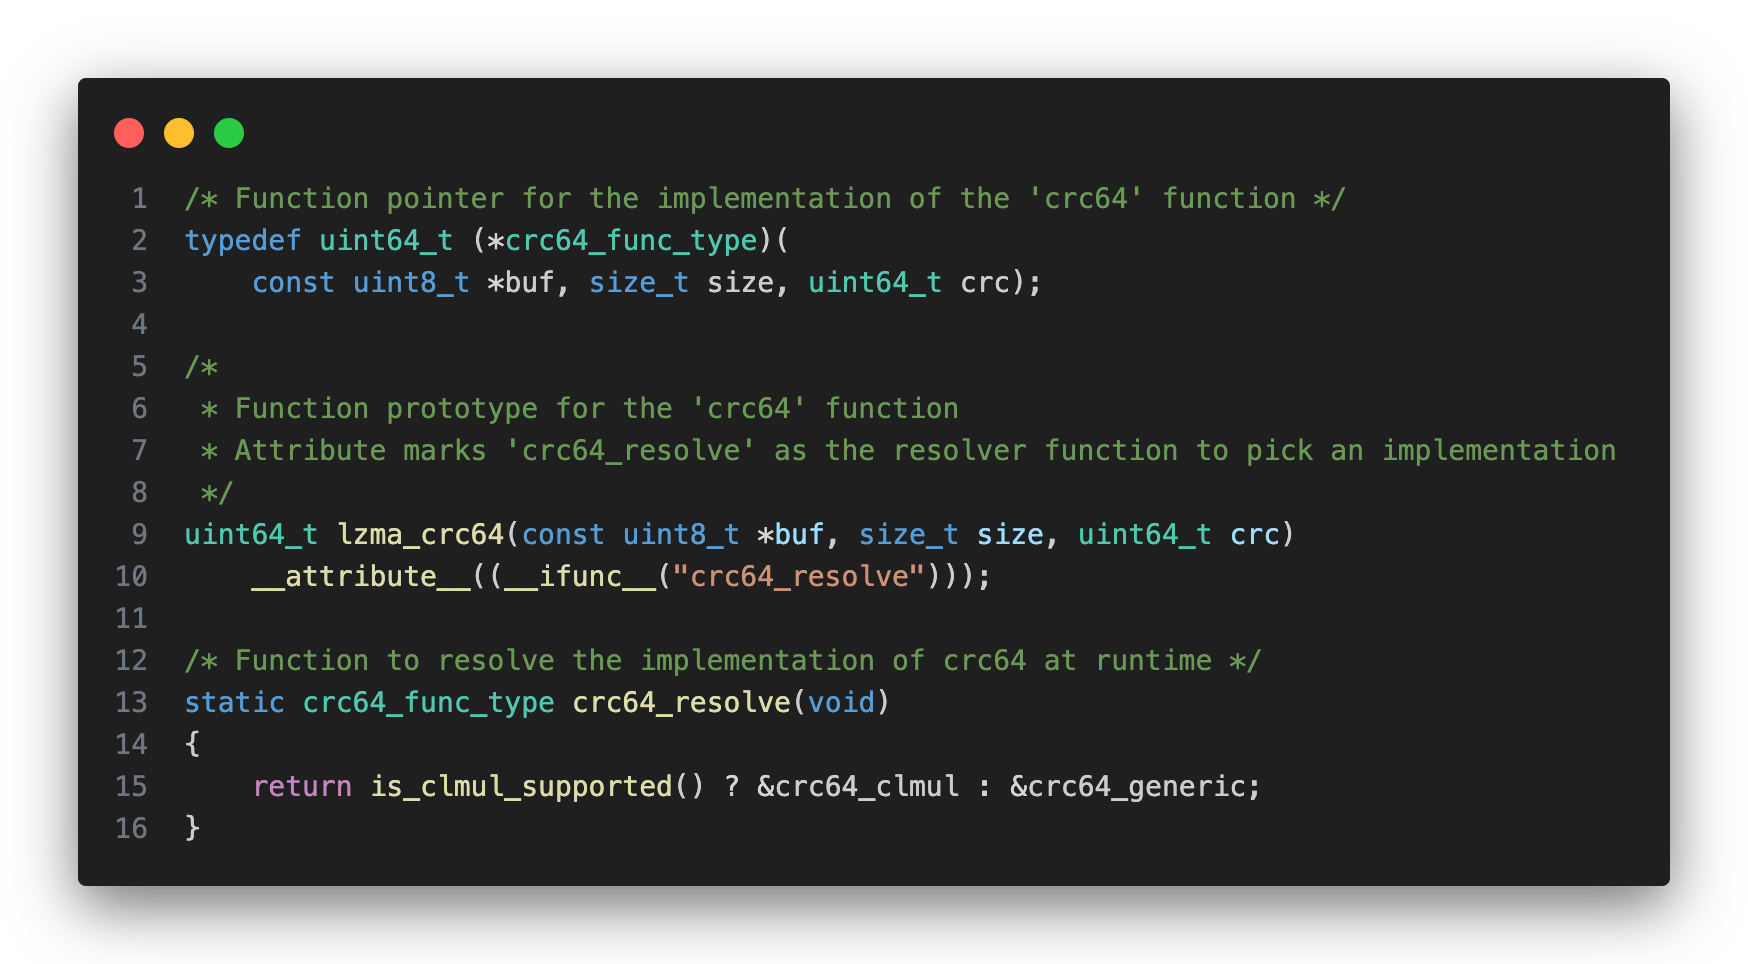 1 /* Function pointer for the implementation of the 'crc64' function */
2 typedef uint64_t (*crc64_func_type)(
3     const uint8_t *buf, size_t size, uint64_t crc);
4
5 /*
6  * Function prototype for the 'crc64' function
7  * Attribute marks 'crc64_resolve' as the resolver function to pick an implementation
8  */
9 uint64_t lzma_crc64(const uint8_t *buf, size_t size, uint64_t crc)
10     __attribute__((__ifunc__("crc64_resolve")));
11
12 /* Function to resolve the implementation of crc64 at runtime */
13 static crc64_func_type crc64_resolve(void)
14 {
15     return is_clmul_supported() ? &crc64_clmul : &crc64_generic;
16 }